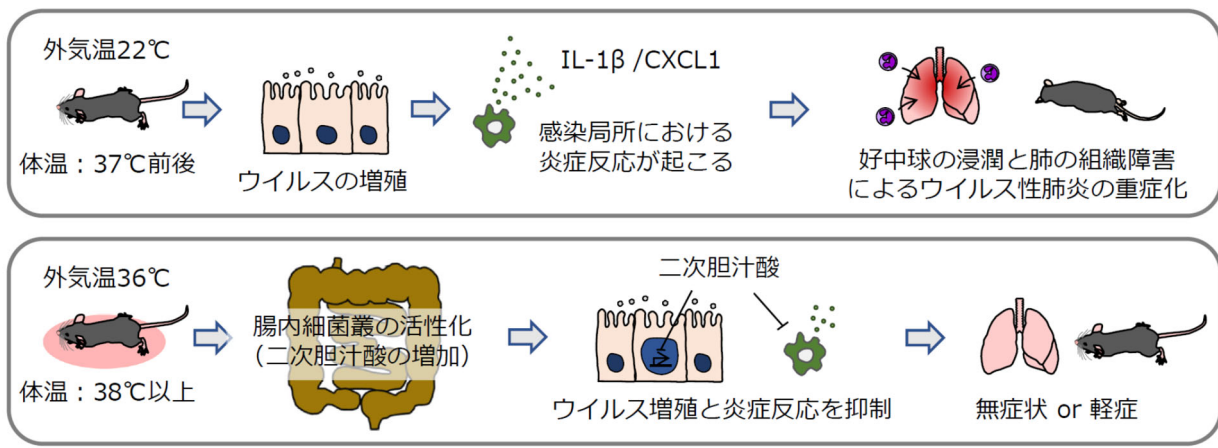 外気温22℃
体温：37℃前後
ウイルスの増殖
IL-1β /CXCL1
感染局所における
炎症反応が起こる
好中球の浸潤と肺の組織障害
によるウイルス性肺炎の重症化
外気温36℃
体温：38℃以上
腸内細菌叢の活性化
（二次胆汁酸の増加）
二次胆汁酸
ウイルス増殖と炎症反応を抑制
無症状 or 軽症